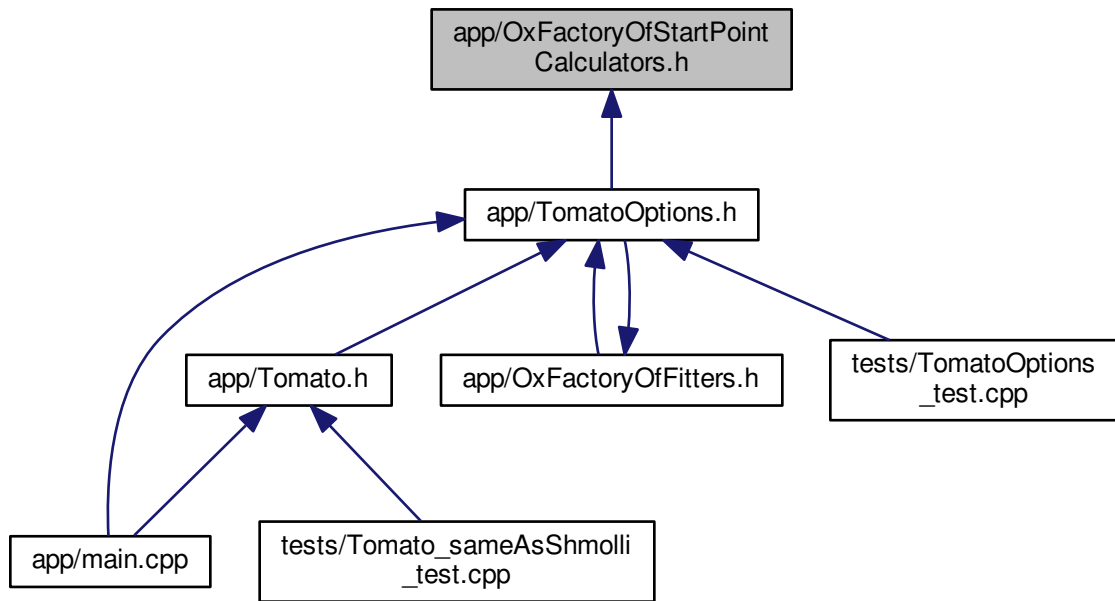 app/OxFactoryOfStartPoint
Calculators.h
app/TomatoOptions.h
app/Tomato.h
app/OxFactoryOfFitters.h
tests/TomatoOptions
_test.cpp
app/main.cpp
tests/Tomato_sameAsShmolli
_test.cpp